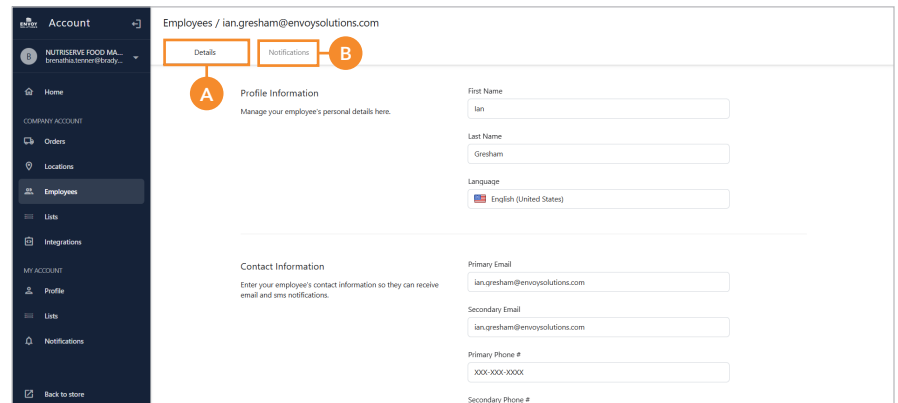 ENVOY
Account
Employees / ian.gresham@envoysolutions.com
B
NUTRISERVE FOOD MA...
brenathia.tenner@brady...
Details
Notifications
B
A
Home
COMPANY ACCOUNT
Orders
Locations
Employees
Lists
Integrations
MY ACCOUNT
Profile
Lists
Notifications
Back to store
Profile Information
Manage your employee's personal details here.
First Name
Ian
Last Name
Gresham
Language
English (United States)
Contact Information
Enter your employee's contact information so they can receive
email and sms notifications.
Primary Email
ian.gresham@envoysolutions.com
Secondary Email
ian.gresham@envoysolutions.com
Primary Phone #
XXX-XXX-XXXX
Secondary Phone #